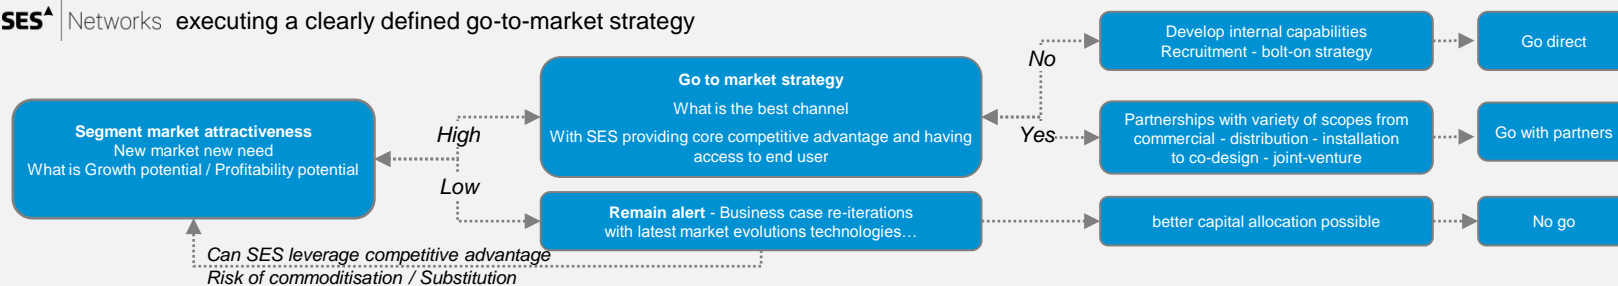 SES Networks executing a clearly defined go-to-market strategy
Segment market attractiveness
New market new need
What is Growth potential / Profitability potential
High
Low
Go to market strategy
What is the best channel
With SES providing core competitive advantage and having
access to end user
Remain alert - Business case re-iterations
with latest market evolutions technologies…
Can SES leverage competitive advantage
Risk of commoditisation / Substitution
No
Yes
Develop internal capabilities
Recruitment - bolt-on strategy
Go direct
Partnerships with variety of scopes from
commercial - distribution - installation
to co-design - joint-venture
Go with partners
better capital allocation possible
No go